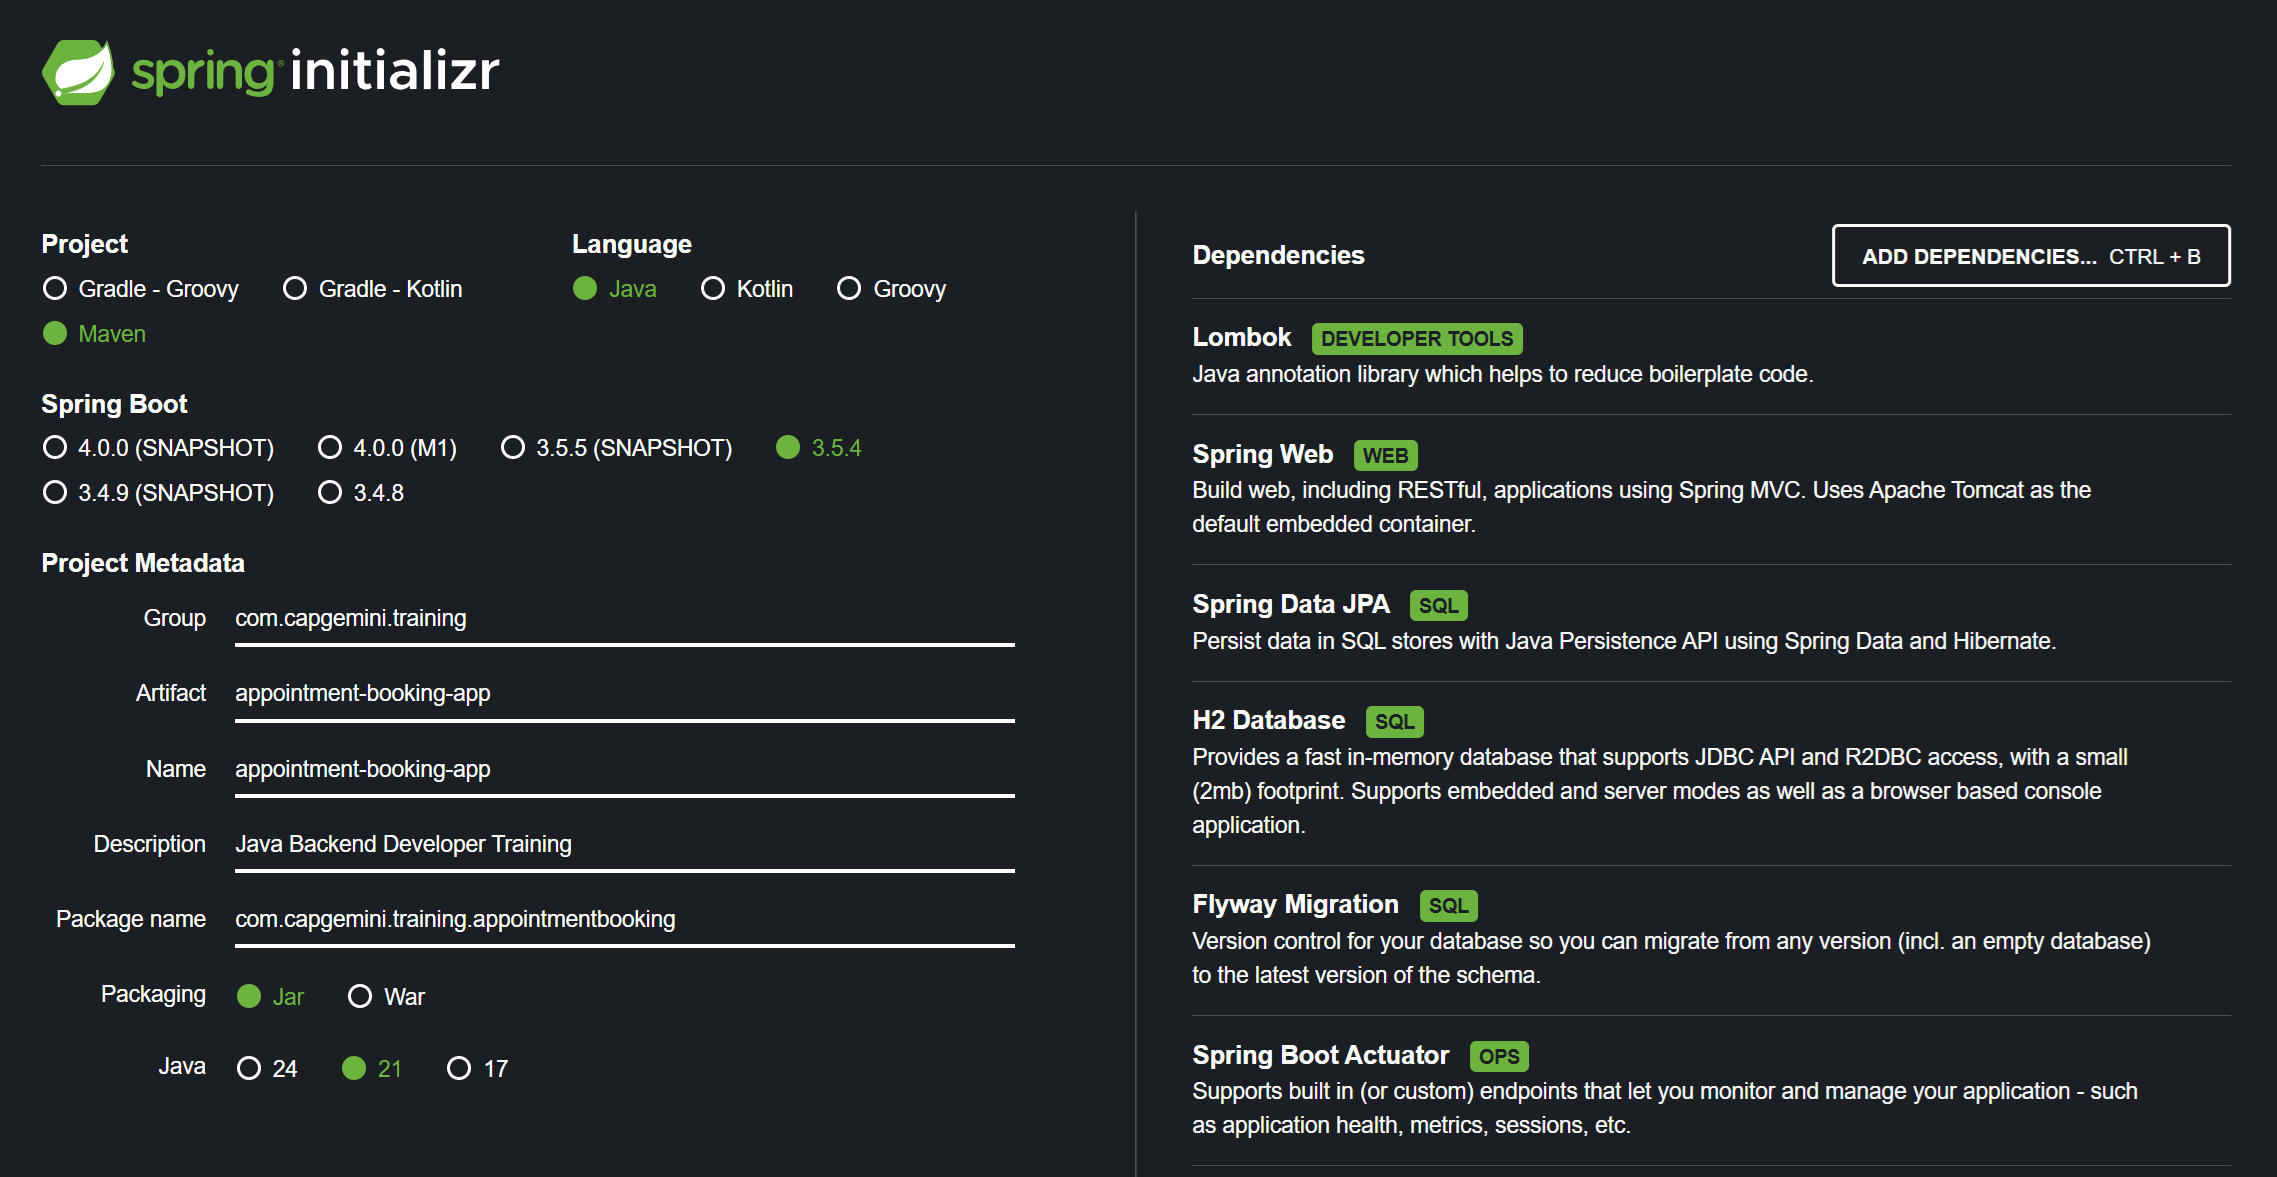 spring® initializr
Project
Gradle - Groovy Gradle - Kotlin
Maven
Language
Java Kotlin Groovy
Spring Boot
4.0.0 (SNAPSHOT) 4.0.0 (M1) 3.5.5 (SNAPSHOT) 3.5.4
3.4.9 (SNAPSHOT) 3.4.8
Project Metadata
Group com.capgemini.training
Artifact appointment-booking-app
Name appointment-booking-app
Description Java Backend Developer Training
Package name com.capgemini.training.appointmentbooking
Packaging Jar War
Java 24 21 17
Dependencies ADD DEPENDENCIES... CTRL + B
Lombok DEVELOPER TOOLS
Java annotation library which helps to reduce boilerplate code.
Spring Web WEB
Build web, including RESTful, applications using Spring MVC. Uses Apache Tomcat as the
default embedded container.
Spring Data JPA SQL
Persist data in SQL stores with Java Persistence API using Spring Data and Hibernate.
H2 Database SQL
Provides a fast in-memory database that supports JDBC API and R2DBC access, with a small
(2mb) footprint. Supports embedded and server modes as well as a browser based console
application.
Flyway Migration SQL
Version control for your database so you can migrate from any version (incl. an empty database)
to the latest version of the schema.
Spring Boot Actuator OPS
Supports built in (or custom) endpoints that let you monitor and manage your application - such
as application health, metrics, sessions, etc.